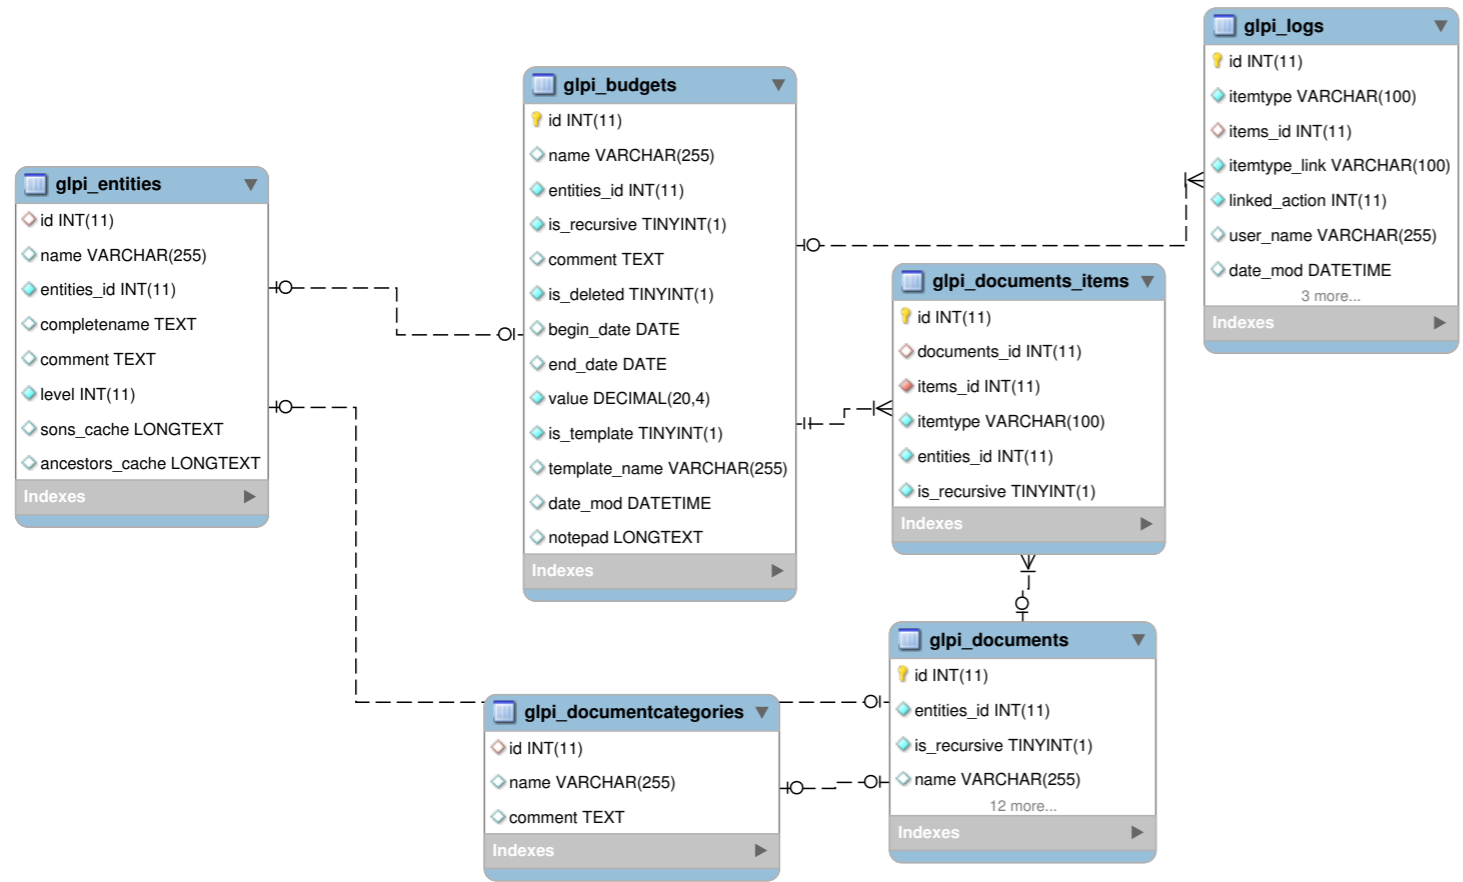 glpi_entities
id INT(11)
name VARCHAR(255)
entities_id INT(11)
completename TEXT
comment TEXT
level INT(11)
sons_cache LONGTEXT
ancestors_cache LONGTEXT
Indexes
glpi_budgets
id INT(11)
name VARCHAR(255)
entities_id INT(11)
is_recursive TINYINT(1)
comment TEXT
is_deleted TINYINT(1)
begin_date DATE
end_date DATE
value DECIMAL(20,4)
is_template TINYINT(1)
template_name VARCHAR(255)
date_mod DATETIME
notepad LONGTEXT
Indexes
glpi_logs
id INT(11)
itemtype VARCHAR(100)
items_id INT(11)
itemtype_link VARCHAR(100)
linked_action INT(11)
user_name VARCHAR(255)
date_mod DATETIME
3 more...
Indexes
glpi_documents_items
id INT(11)
documents_id INT(11)
items_id INT(11)
itemtype VARCHAR(100)
entities_id INT(11)
is_recursive TINYINT(1)
Indexes
glpi_documentcategories
id INT(11)
name VARCHAR(255)
comment TEXT
Indexes
glpi_documents
id INT(11)
entities_id INT(11)
is_recursive TINYINT(1)
name VARCHAR(255)
12 more...
Indexes